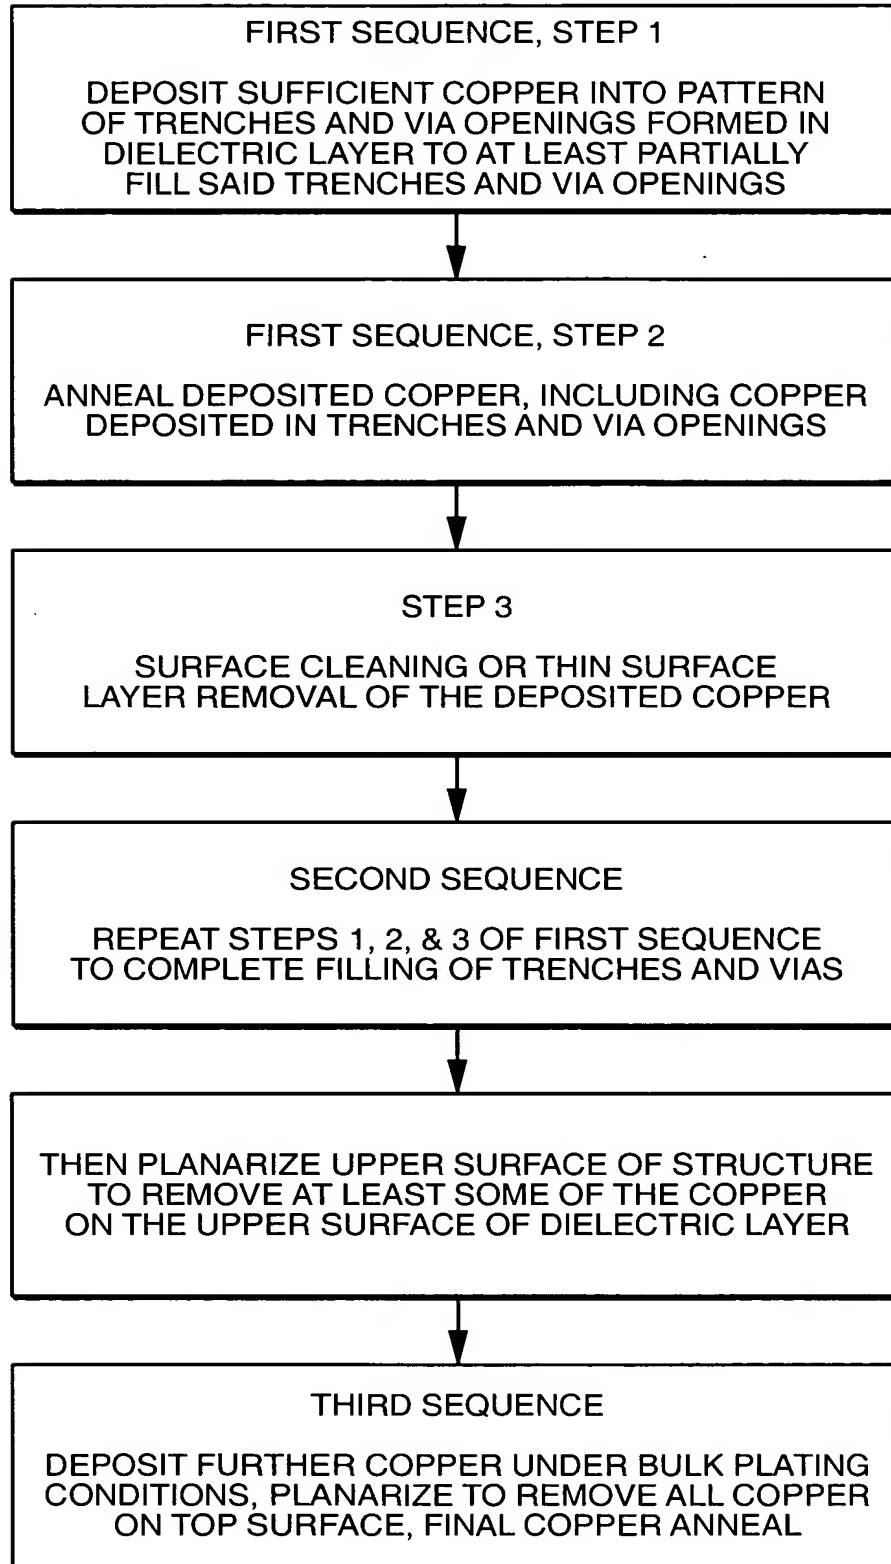 FIRST SEQUENCE, STEP 1
DEPOSIT SUFFICIENT COPPER INTO PATTERN
OF TRENCHES AND VIA OPENINGS FORMED IN
DIELECTRIC LAYER TO AT LEAST PARTIALLY
FILL SAID TRENCHES AND VIA OPENINGS
FIRST SEQUENCE, STEP 2
ANNEAL DEPOSITED COPPER, INCLUDING COPPER
DEPOSITED IN TRENCHES AND VIA OPENINGS
STEP 3
SURFACE CLEANING OR THIN SURFACE
LAYER REMOVAL OF THE DEPOSITED COPPER
SECOND SEQUENCE
REPEAT STEPS 1, 2, & 3 OF FIRST SEQUENCE
TO COMPLETE FILLING OF TRENCHES AND VIAS
THEN PLANARIZE UPPER SURFACE OF STRUCTURE
TO REMOVE AT LEAST SOME OF THE COPPER
ON THE UPPER SURFACE OF DIELECTRIC LAYER
THIRD SEQUENCE
DEPOSIT FURTHER COPPER UNDER BULK PLATING
CONDITIONS, PLANARIZE TO REMOVE ALL COPPER
ON TOP SURFACE, FINAL COPPER ANNEAL